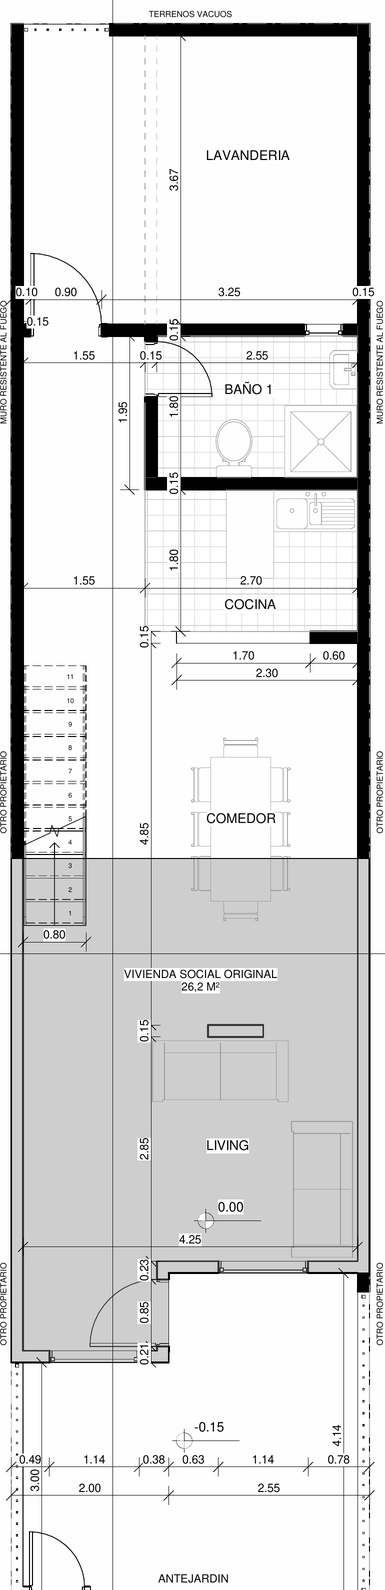 TERRENOS VACUOS
LAVANDERIA
3.67
0.10 0.90 3.25 0.15
0.15
0.15
MURO RESISTENTE AL FUEGO
MURO RESISTENTE AL FUEGO
1.55 0.15 2.55
BAÑO 1
1.95
1.80
0.15
1.80
1.55 2.70
COCINA
0.15
1.70 0.60
2.30
11
10
9
8
7
6
5
4
3
2
1
OTRO PROPIETARIO
OTRO PROPIETARIO
COMEDOR
4.85
0.80
VIVIENDA SOCIAL ORIGINAL
26,2 M²
0.15
2.85
LIVING
0.00
4.25
0.23
0.85
0.21
OTRO PROPIETARIO
OTRO PROPIETARIO
-0.15
4.14
0.49 1.14 0.38 0.63 1.14 0.78
3.00
2.00 2.55
ANTEJARDIN